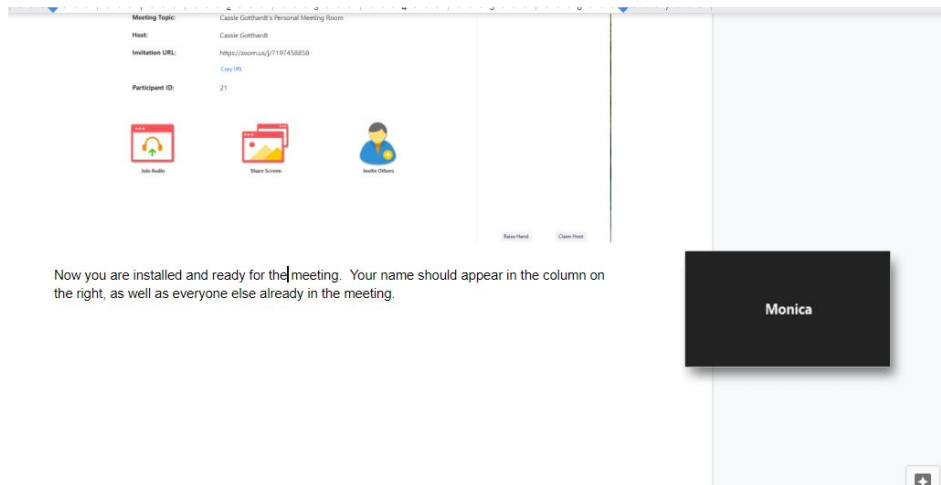 Meeting Topic: Cassie Gotthardt's Personal Meeting Room
Host: Cassie Gotthardt
Invitation URL: https://zoom.us/j/7197458858
Copy URL
Participant ID: 21
Join Audio Share Screen Invite Others
Raise Hand Claim Host
Now you are installed and ready for the meeting.  Your name should appear in the column on
the right, as well as everyone else already in the meeting.
Monica